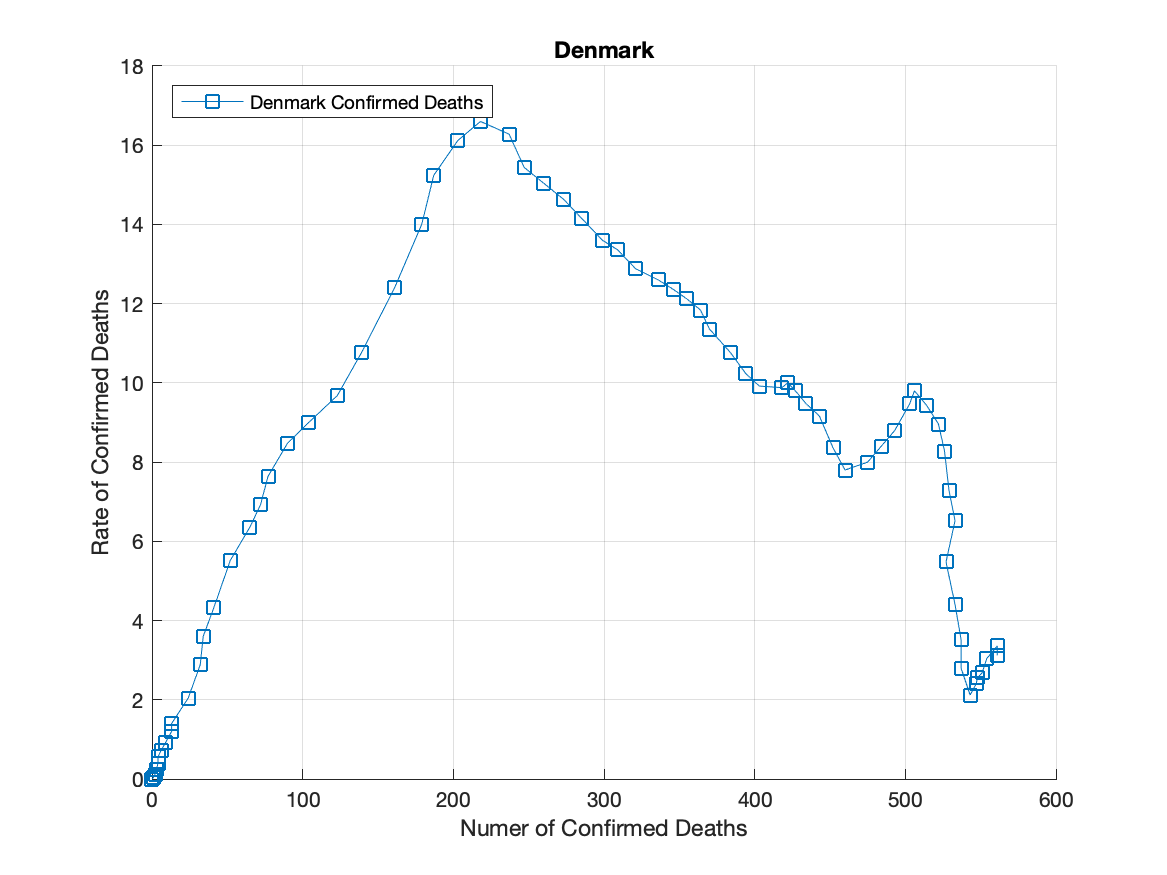 Denmark
Denmark Confirmed Deaths
18
16
14
12
10
8
6
4
2
0
Rate of Confirmed Deaths
0 100 200 300 400 500 600
Numer of Confirmed Deaths